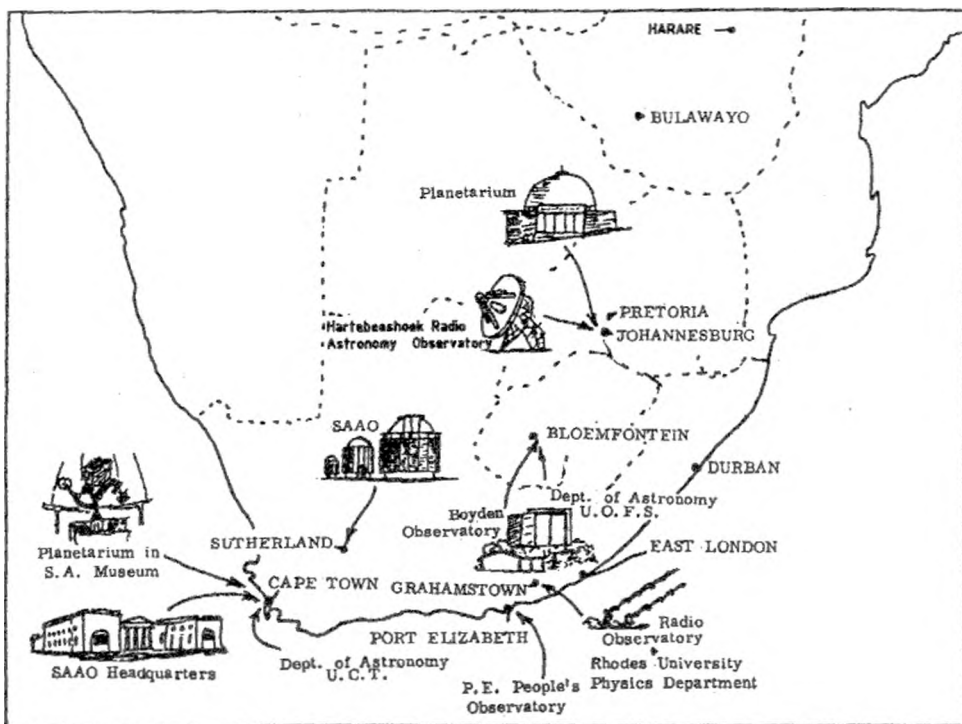 HARARE
BULAWAYO
Planetarium
PRETORIA
JOHANNESBURG
Hartebeashoek Radio
Astronomy Observatory
SAAO
BLOEMFONTEIN
DURBAN
Dept. of Astronomy
U.O.F.S.
Boyden
Observatory
Planetarium in
S.A. Museum
SUTHERLAND
EAST LONDON
CAPE TOWN
GRAHAMSTOWN
Radio
Observatory
Rhodes University
Physics Department
PORT ELIZABETH
SAAO Headquarters
Dept. of Astronomy
U.C.T.
P.E. People's
Observatory